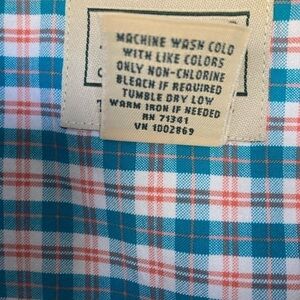 MACHINE WASH COLD
WITH LIKE COLORS
ONLY NON-CHLORINE
BLEACH IF REQUIRED
TUMBLE DRY LOW
WARM IRON IF NEEDED
RN 71341
VN 1002869